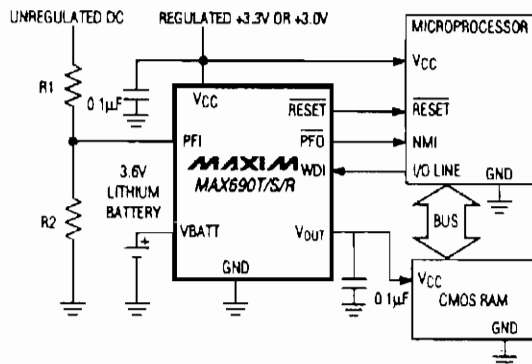 UNREGULATED DC
REGULATED +3.3V OR +3.0V
MICROPROCESSOR
R1
0.1µF
VCC
RESET
PFI
PFO
MAXIM
MAX690T/S/R
WDI
3.6V
LITHIUM
BATTERY
R2
VBATT
VOUT
GND
0.1µF
VCC
RESET
NMI
I/O LINE
GND
BUS
VCC
CMOS RAM